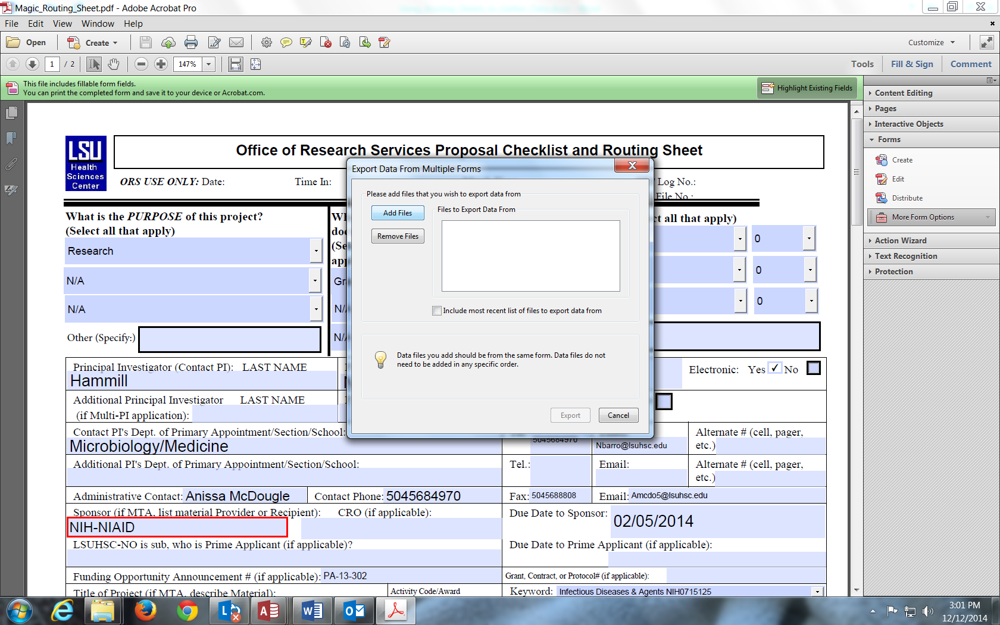 Magic_Routing_Sheet.pdf - Adobe Acrobat Pro
File Edit View Window Help
Open Create Customize
1 / 2 147% Tools Fill & Sign Comment
This file includes fillable form fields.
You can print the completed form and save it to your device or Acrobat.com.
Highlight Existing Fields
Content Editing
Pages
Interactive Objects
Forms
Create
Edit
Distribute
More Form Options
Action Wizard
Text Recognition
Protection
LSU
Health
Sciences
Center
Office of Research Services Proposal Checklist and Routing Sheet
ORS USE ONLY: Date: Time In: Log No.:
File No.:
What is the PURPOSE of this project?
(Select all that apply)
Research
N/A
N/A
Other (Specify:)
t all that apply)
0
0
0
Export Data From Multiple Forms
Please add files that you wish to export data from
Add Files
Remove Files
Files to Export Data From
Include most recent list of files to export data from
Data files you add should be from the same form. Data files do not
need to be added in any specific order.
Export Cancel
Principal Investigator (Contact PI): LAST NAME
Hammill
Electronic: Yes ✓ No
Additional Principal Investigator LAST NAME
(if Multi-PI application):
Contact PI's Dept. of Primary Appointment/Section/School:
Microbiology/Medicine
5045684970
Nbarro@lsuhsc.edu
Alternate # (cell, pager,
etc.)
Additional PI's Dept. of Primary Appointment/Section/School:
Tel.: Email: Alternate # (cell, pager,
etc.)
Administrative Contact: Anissa McDougle Contact Phone: 5045684970 Fax: 5045688808 Email: Amcdo5@lsuhsc.edu
Sponsor (if MTA, list material Provider or Recipient): CRO (if applicable):
NIH-NIAID
Due Date to Sponsor: 02/05/2014
LSUHSC-NO is sub, who is Prime Applicant (if applicable)?
Due Date to Prime Applicant (if applicable):
Funding Opportunity Announcement # (if applicable): PA-13-302
Grant, Contract, or Protocol# (if applicable):
Title of Project (if MTA, describe Material): Activity Code/Award
Keyword: Infectious Diseases & Agents NIH0715125
3:01 PM
12/12/2014